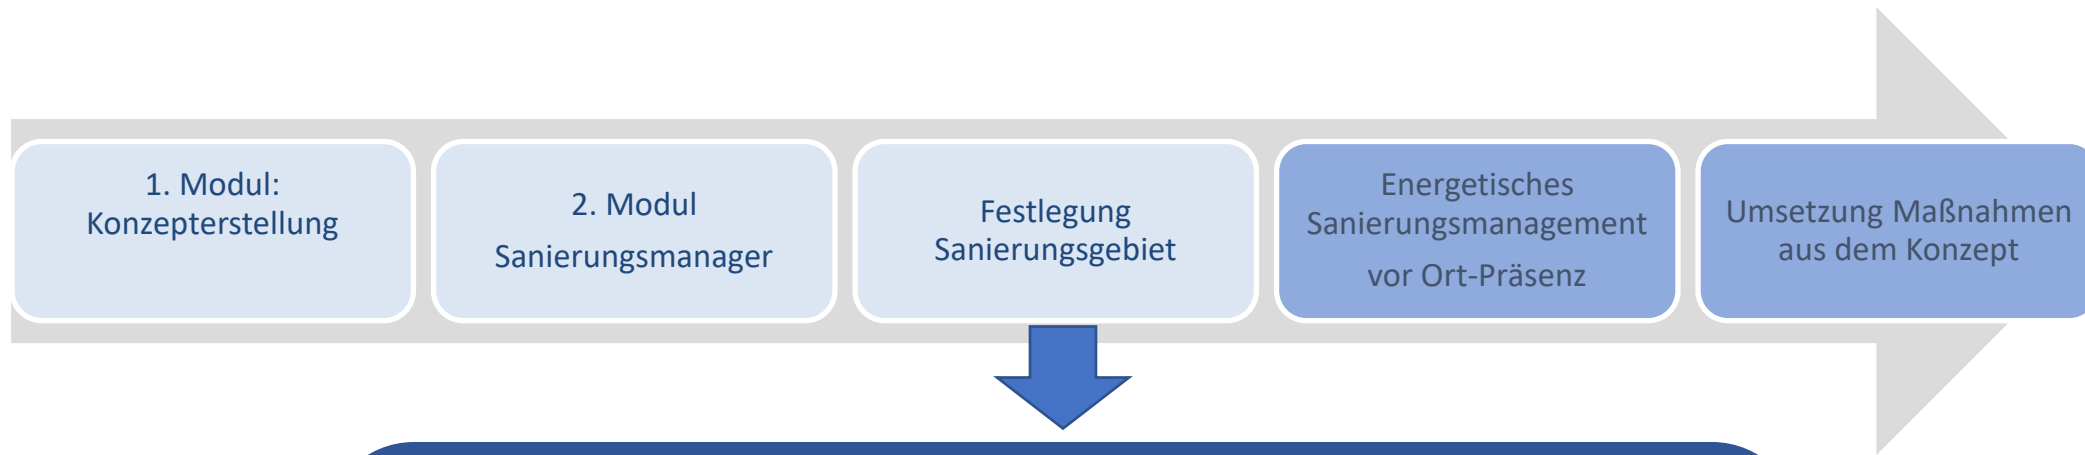 1. Modul:
Konzepterstellung
2. Modul
Sanierungsmanager
Festlegung
Sanierungsgebiet
Energetisches
Sanierungsmanagement
vor Ort-Präsenz
Umsetzung Maßnahmen
aus dem Konzept